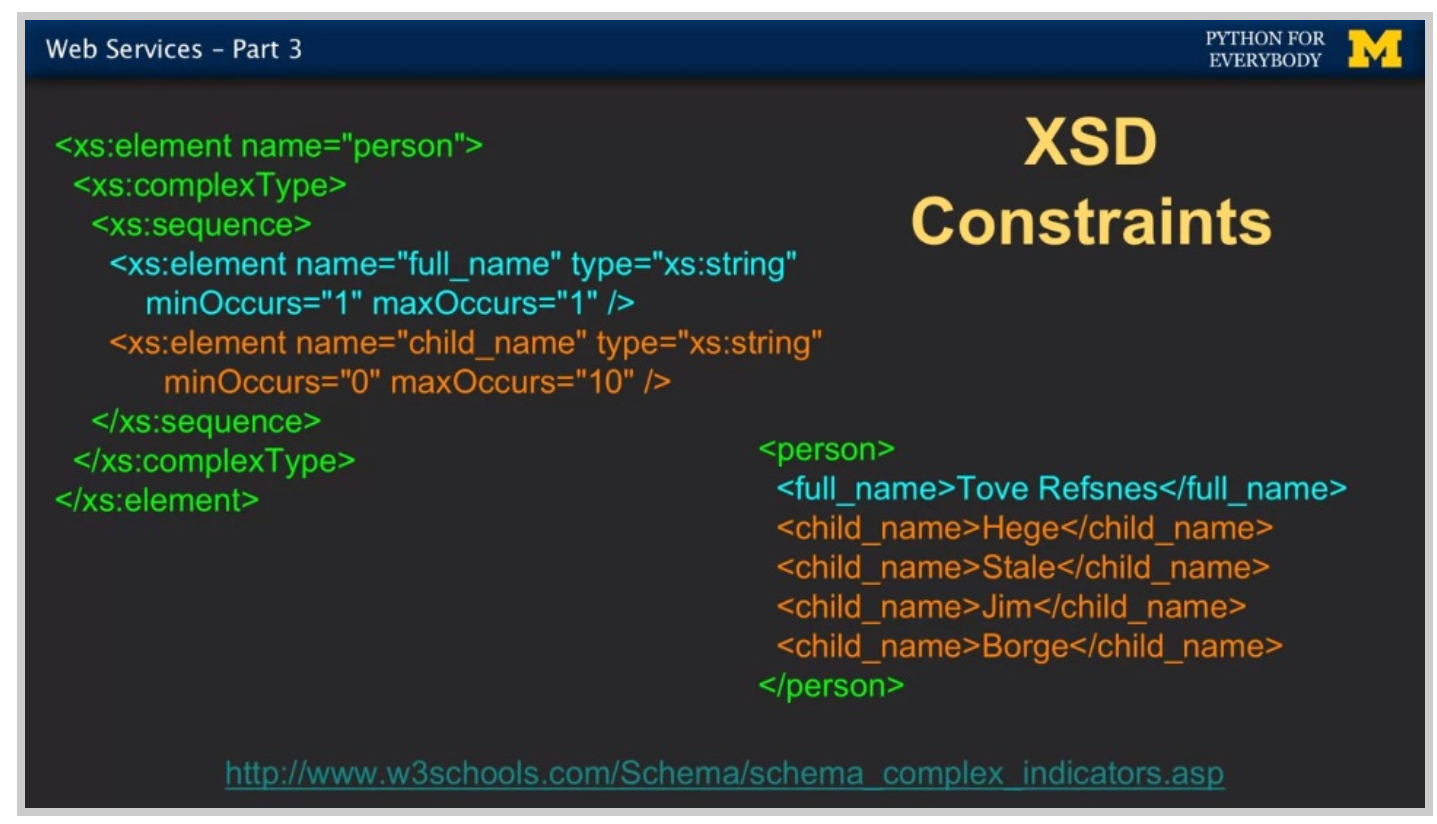 Web Services – Part 3
PYTHON FOR
EVERYBODY
M
XSD
Constraints
<xs:element name="person">
<xs:complexType>
<xs:sequence>
<xs:element name="full_name" type="xs:string"
minOccurs="1" maxOccurs="1" />
<xs:element name="child_name" type="xs:string"
minOccurs="0" maxOccurs="10" />
</xs:sequence>
</xs:complexType>
</xs:element>
<person>
<full_name>Tove Refsnes</full_name>
<child_name>Hege</child_name>
<child_name>Stale</child_name>
<child_name>Jim</child_name>
<child_name>Borge</child_name>
</person>
http://www.w3schools.com/Schema/schema_complex_indicators.asp